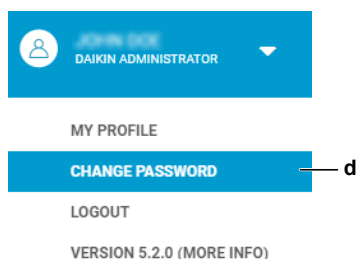 JOHN DOE
DAIKIN ADMINISTRATOR
MY PROFILE
CHANGE PASSWORD
d
LOGOUT
VERSION 5.2.0 (MORE INFO)